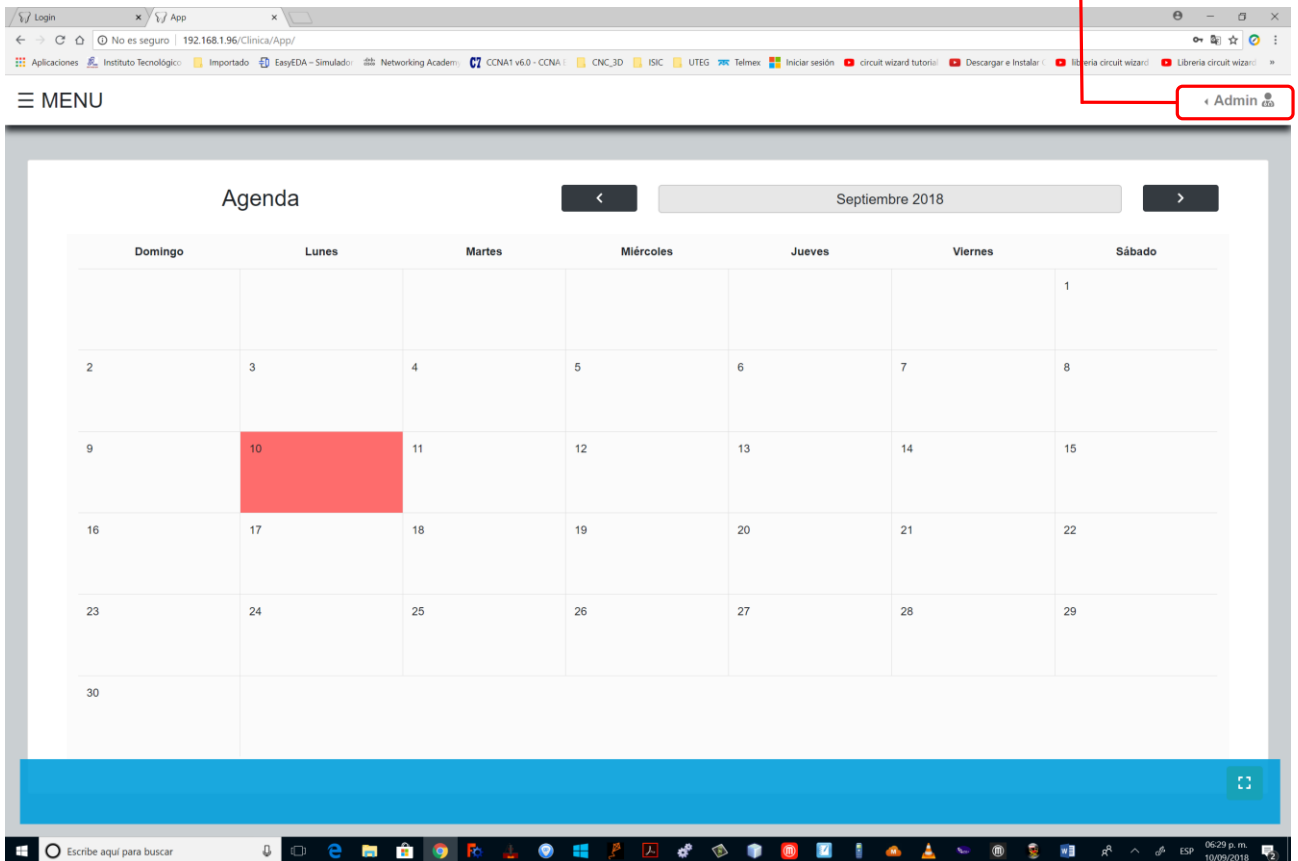 Login App
No es seguro 192.168.1.96/Clinica/App/
Aplicaciones Instituto Tecnológico Importado EasyEDA – Simulador Networking Academ CCNA1 v6.0 - CCNA CNC_3D ISIC UTEG Telmex Iniciar sesión circuit wizard tutorial Descargar e Instalar libreria circuit wizard Libreria circuit wizard »
☰ MENU Admin
Agenda < Septiembre 2018 >
Domingo Lunes Martes Miércoles Jueves Viernes Sábado
1
2 3 4 5 6 7 8
9 10 11 12 13 14 15
16 17 18 19 20 21 22
23 24 25 26 27 28 29
30
Escribe aquí para buscar ESP 06:29 p. m.
10/09/2018